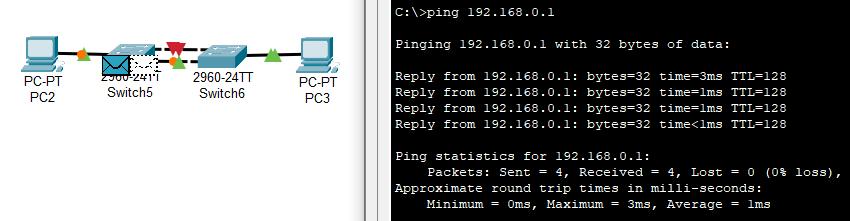 PC-PT
PC2
2960-24TT
Switch5
2960-24TT
Switch6
PC-PT
PC3
C:\>ping 192.168.0.1
Pinging 192.168.0.1 with 32 bytes of data:
Reply from 192.168.0.1: bytes=32 time=3ms TTL=128
Reply from 192.168.0.1: bytes=32 time=1ms TTL=128
Reply from 192.168.0.1: bytes=32 time=1ms TTL=128
Reply from 192.168.0.1: bytes=32 time<1ms TTL=128
Ping statistics for 192.168.0.1:
Packets: Sent = 4, Received = 4, Lost = 0 (0% loss),
Approximate round trip times in milli-seconds:
Minimum = 0ms, Maximum = 3ms, Average = 1ms